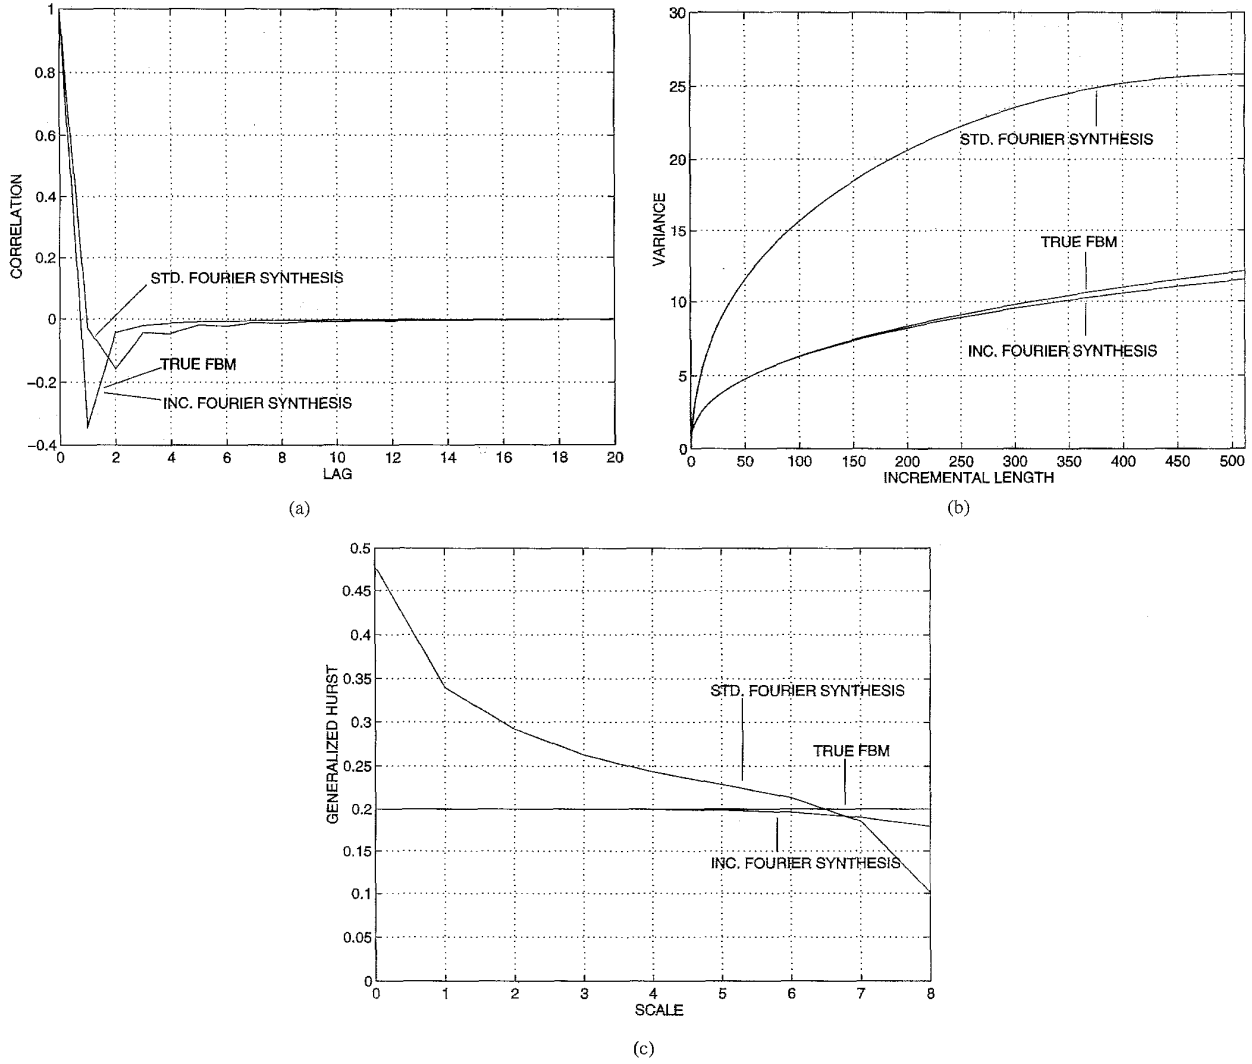 1
0.8
0.6
0.4
0.2
0
−0.2
−0.4
CORRELATION
STD. FOURIER SYNTHESIS
TRUE FBM
INC. FOURIER SYNTHESIS
0 2 4 6 8 10 12 14 16 18 20
LAG
(a)
30
25
20
15
10
5
0
VARIANCE
STD. FOURIER SYNTHESIS
TRUE FBM
INC. FOURIER SYNTHESIS
0 50 100 150 200 250 300 350 400 450 500
INCREMENTAL LENGTH
(b)
0.5
0.45
0.4
0.35
0.3
0.25
0.2
0.15
0.1
0.05
0
GENERALIZED HURST
STD. FOURIER SYNTHESIS
TRUE FBM
INC. FOURIER SYNTHESIS
0 1 2 3 4 5 6 7 8
SCALE
(c)